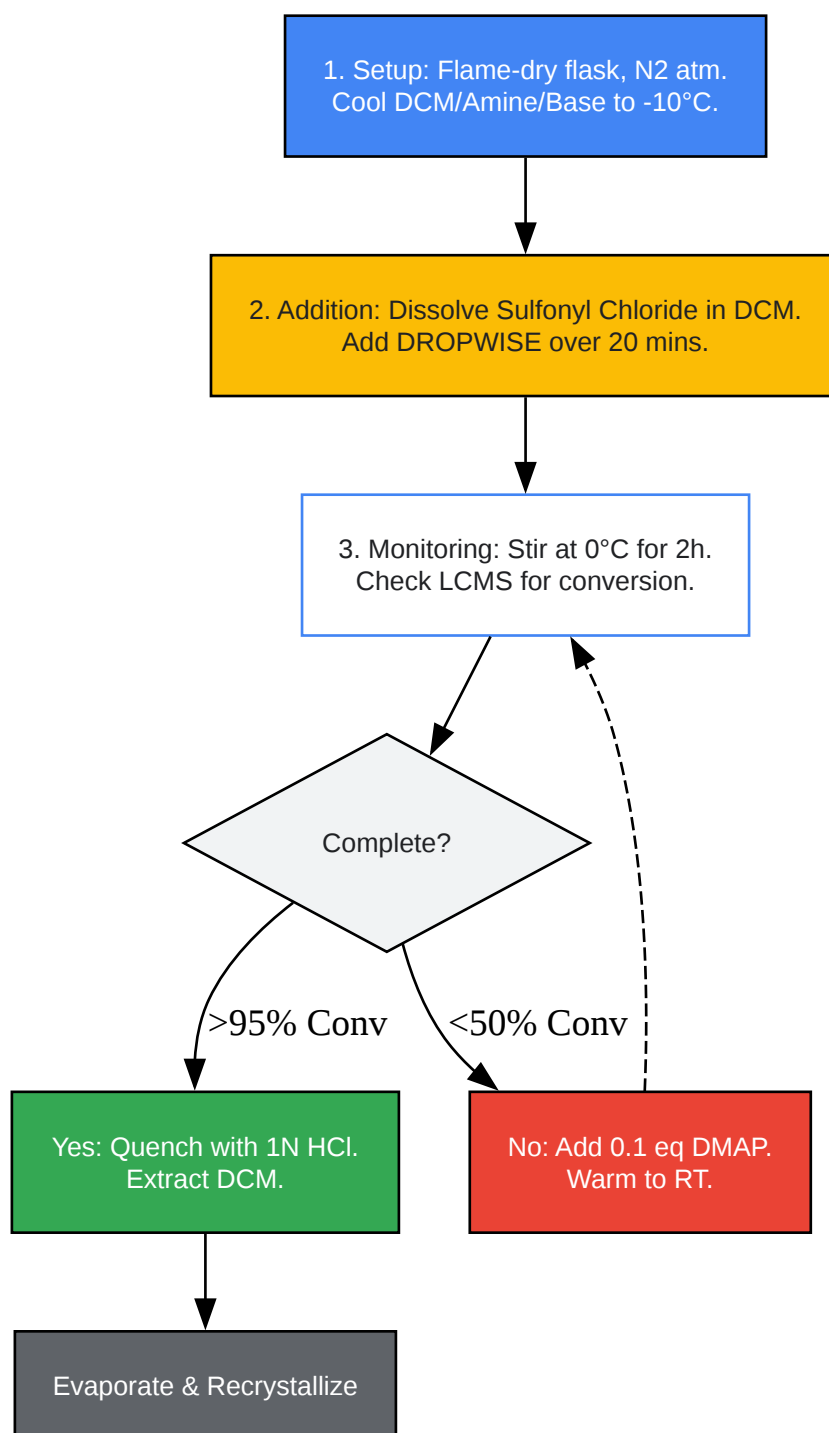 1. Setup: Flame-dry flask, N2 atm.
Cool DCM/Amine/Base to -10°C.
2. Addition: Dissolve Sulfonyl Chloride in DCM.
Add DROPWISE over 20 mins.
3. Monitoring: Stir at 0°C for 2h.
Check LCMS for conversion.
Complete?
>95% Conv
<50% Conv
Yes: Quench with 1N HCl.
Extract DCM.
No: Add 0.1 eq DMAP.
Warm to RT.
Evaporate & Recrystallize